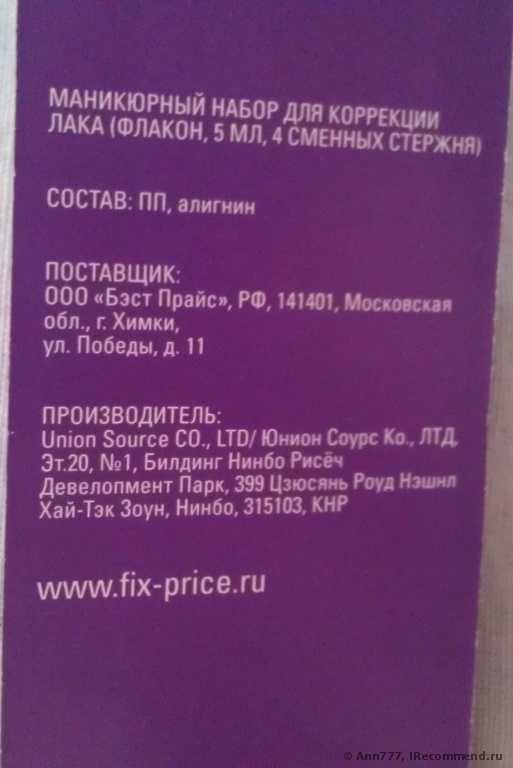 МАНИКЮРНЫЙ НАБОР ДЛЯ КОРРЕКЦИИ
ЛАКА (ФЛАКОН, 5 МЛ, 4 СМЕННЫХ СТЕРЖНЯ)
СОСТАВ: ПП, алигнин
ПОСТАВЩИК:
ООО «Бэст Прайс», РФ, 141401, Московская
обл., г. Химки,
ул. Победы, д. 11
ПРОИЗВОДИТЕЛЬ:
Union Source CO., LTD/ Юнион Соурс Ко., ЛТД,
Эт.20, №1, Билдинг Нинбо Рисёч
Девелопмент Парк, 399 Цзюсянь Роуд Нэшнл
Хай-Тэк Зоун, Нинбо, 315103, КНР
www.fix-price.ru
© Ann777, IRecommend.ru